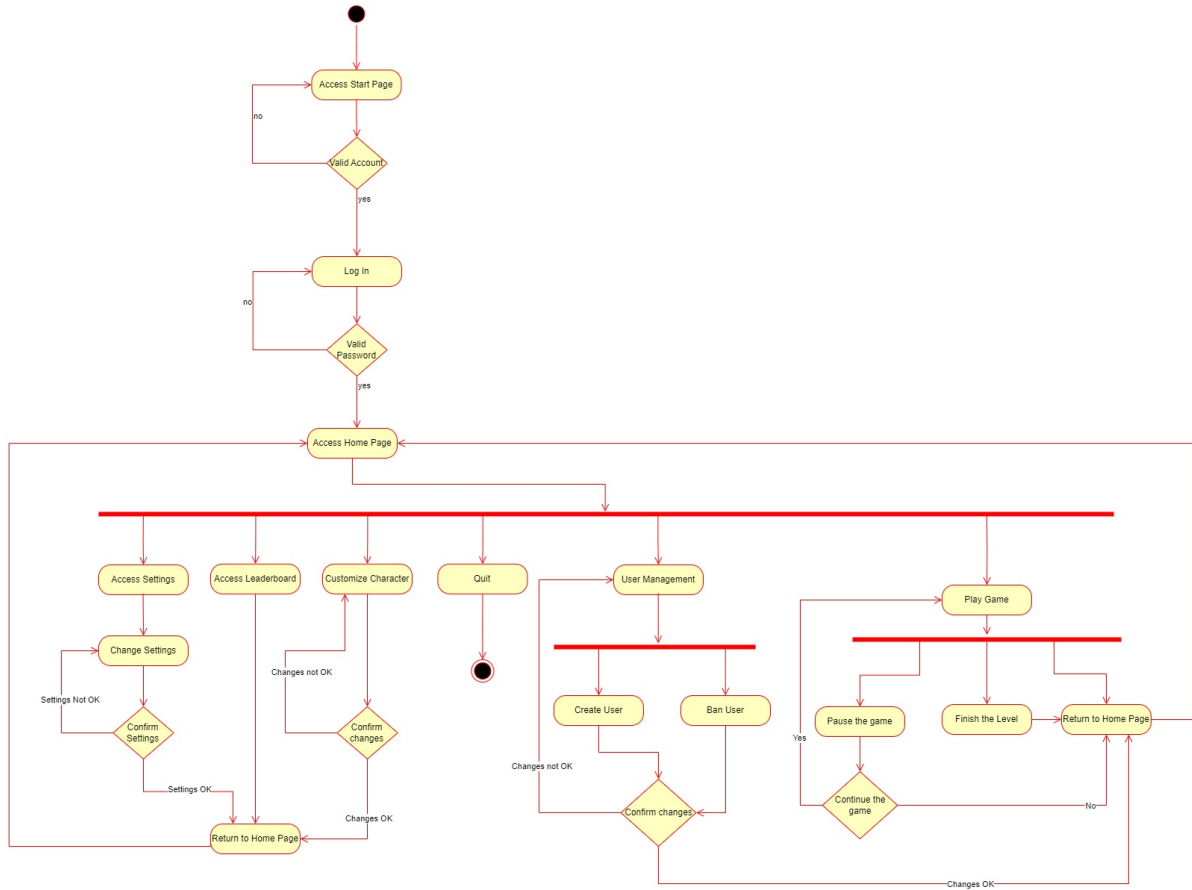 Access Start Page
no
Valid Account
yes
Log In
no
Valid
Password
yes
Access Home Page
Access Settings
Access Leaderboard
Customize Character
Quit
User Management
Play Game
Change Settings
Changes not OK
Settings Not OK
Create User
Ban User
Pause the game
Finish the Level
Return to Home Page
Confirm
Settings
Confirm
changes
Yes
Changes not OK
Settings OK
Continue the
game
No
Confirm changes
Changes OK
Return to Home Page
Changes OK